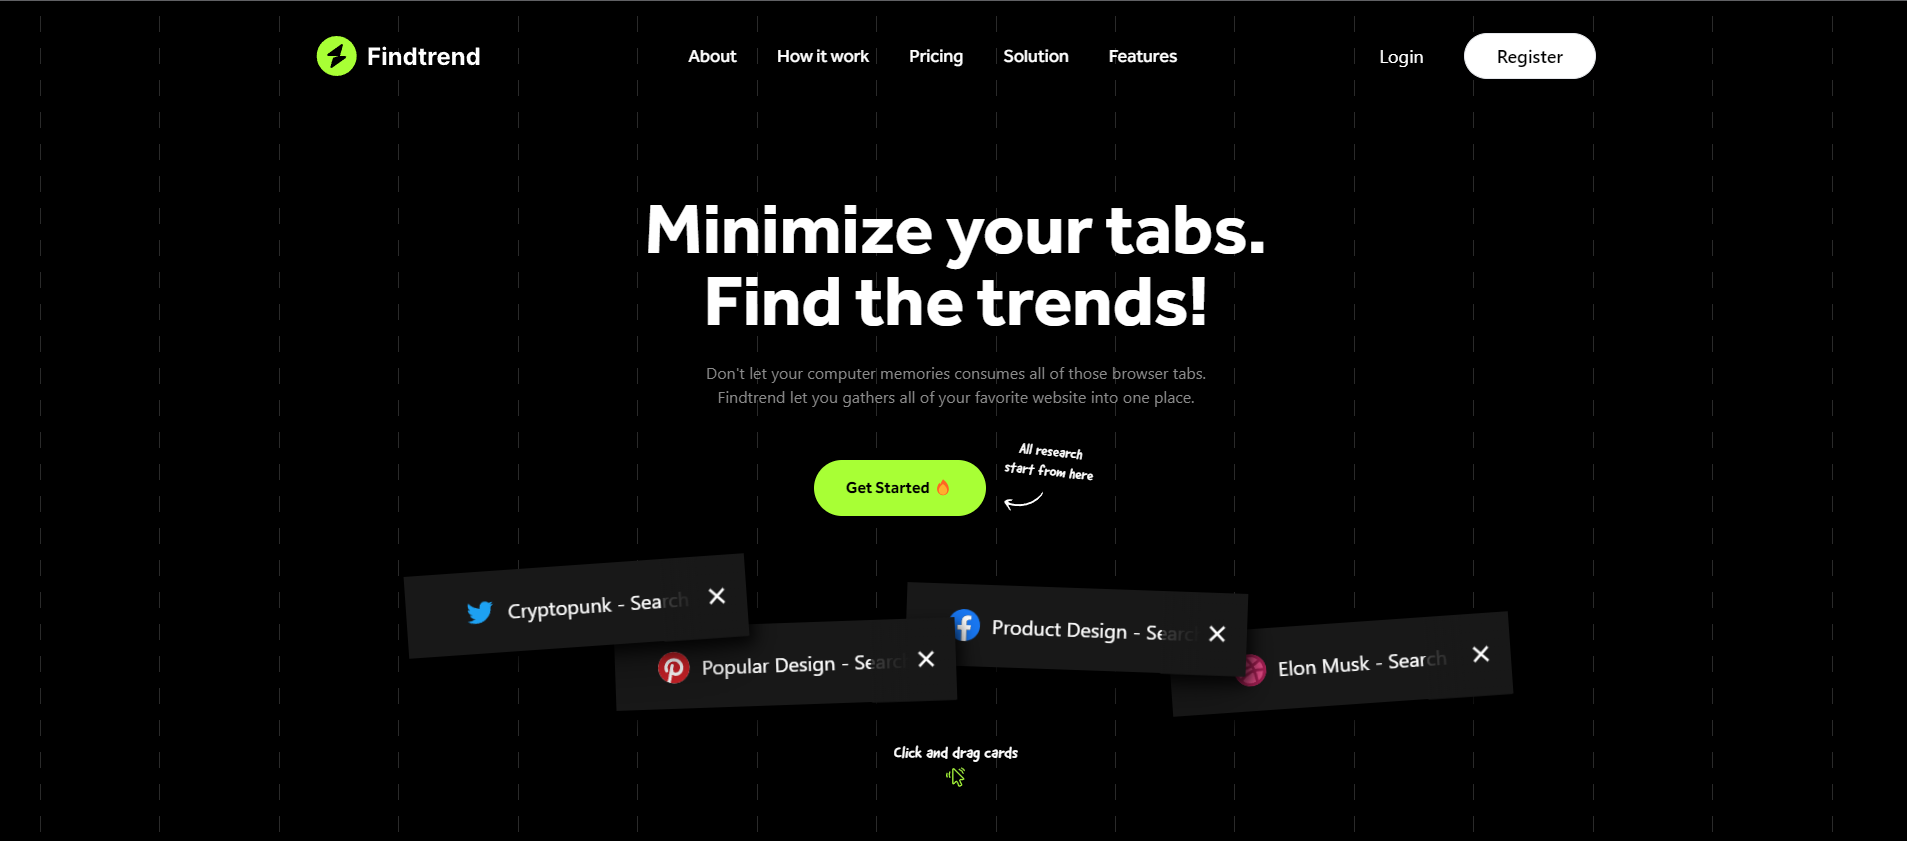 Findtrend
About
How it work
Pricing
Solution
Features
Login
Register
Minimize your tabs.
Find the trends!
Don't let your computer memories consumes all of those browser tabs.
Findtrend let you gathers all of your favorite website into one place.
All research
start from here
Get Started
Cryptopunk - Search
Popular Design - Search
Product Design - Search
Elon Musk - Search
Click and drag cards